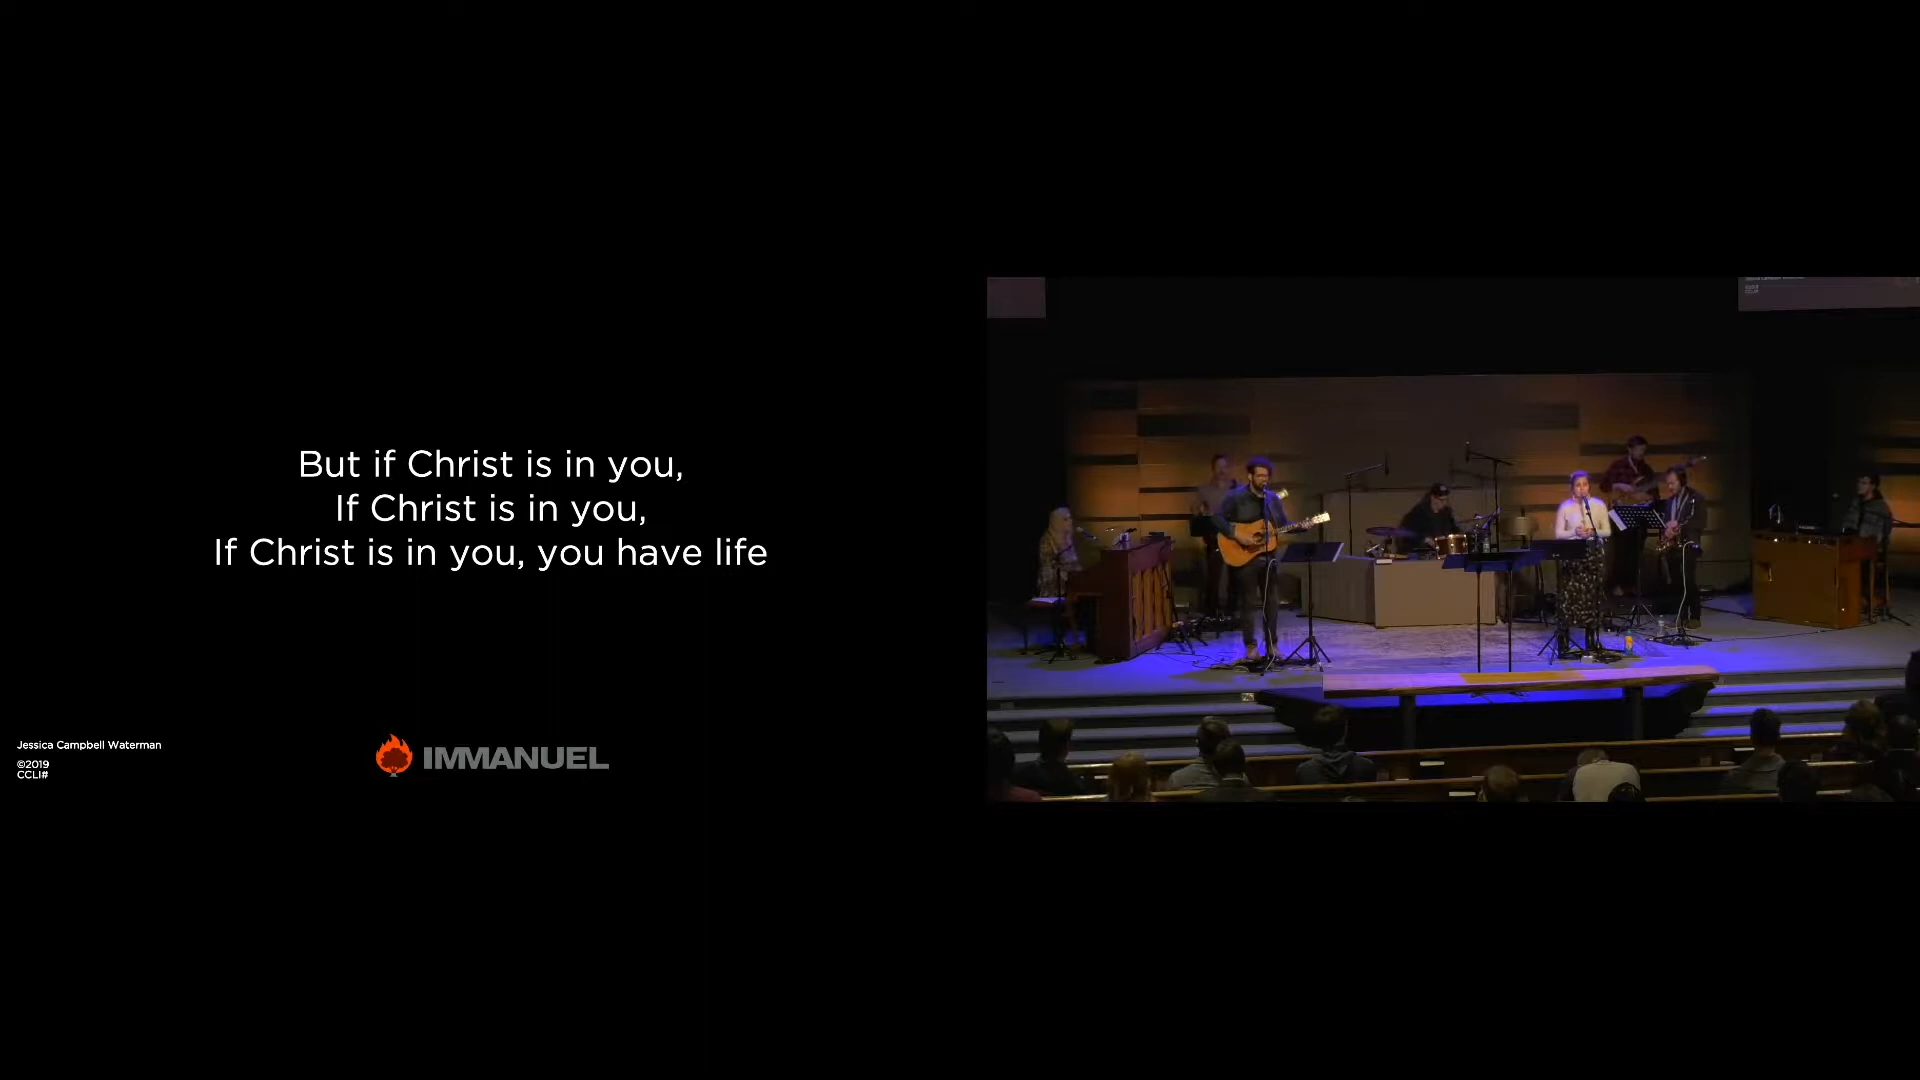 But if Christ is in you,
If Christ is in you,
If Christ is in you, you have life
Jessica Campbell Waterman
©2019
CCLI#
IMMANUEL